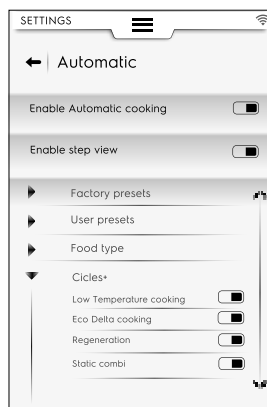 SETTINGS
Automatic
Enable Automatic cooking
Enable step view
Factory presets
User presets
Food type
Cicles+
Low Temperature cooking
Eco Delta cooking
Regeneration
Static combi